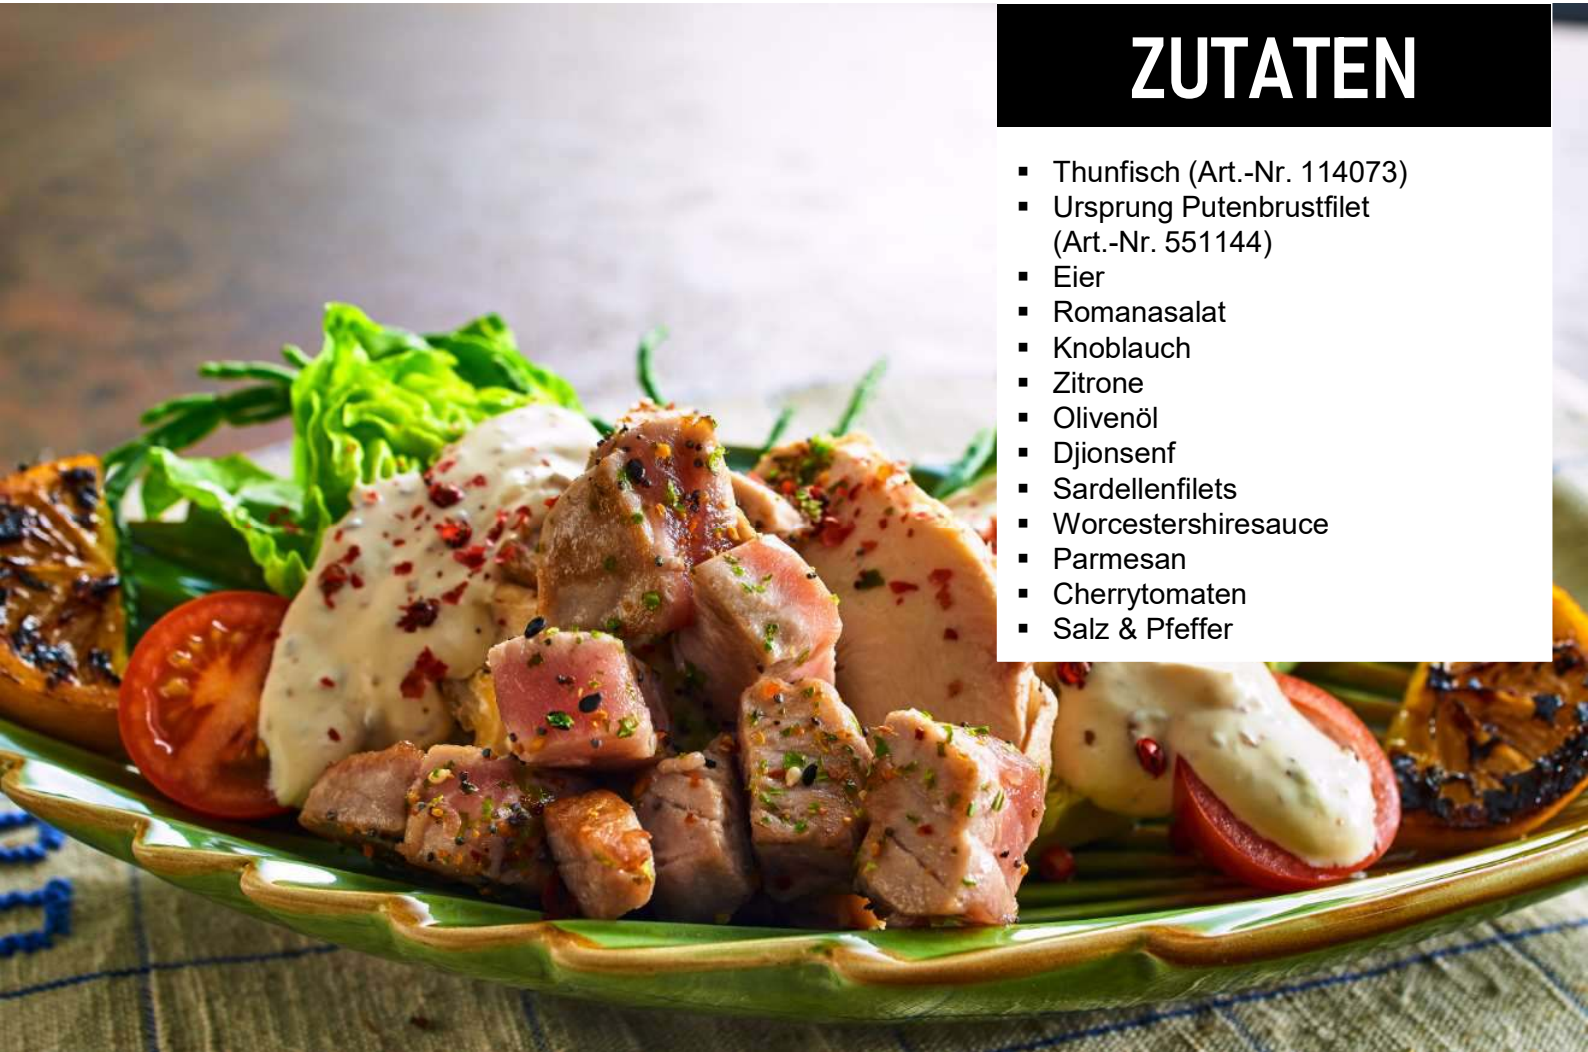 ZUTATEN
▪ Thunfisch (Art.-Nr. 114073)
▪ Ursprung Putenbrustfilet
(Art.-Nr. 551144)
▪ Eier
▪ Romanasalat
▪ Knoblauch
▪ Zitrone
▪ Olivenöl
▪ Djionsenf
▪ Sardellenfilets
▪ Worcestershiresauce
▪ Parmesan
▪ Cherrytomaten
▪ Salz & Pfeffer